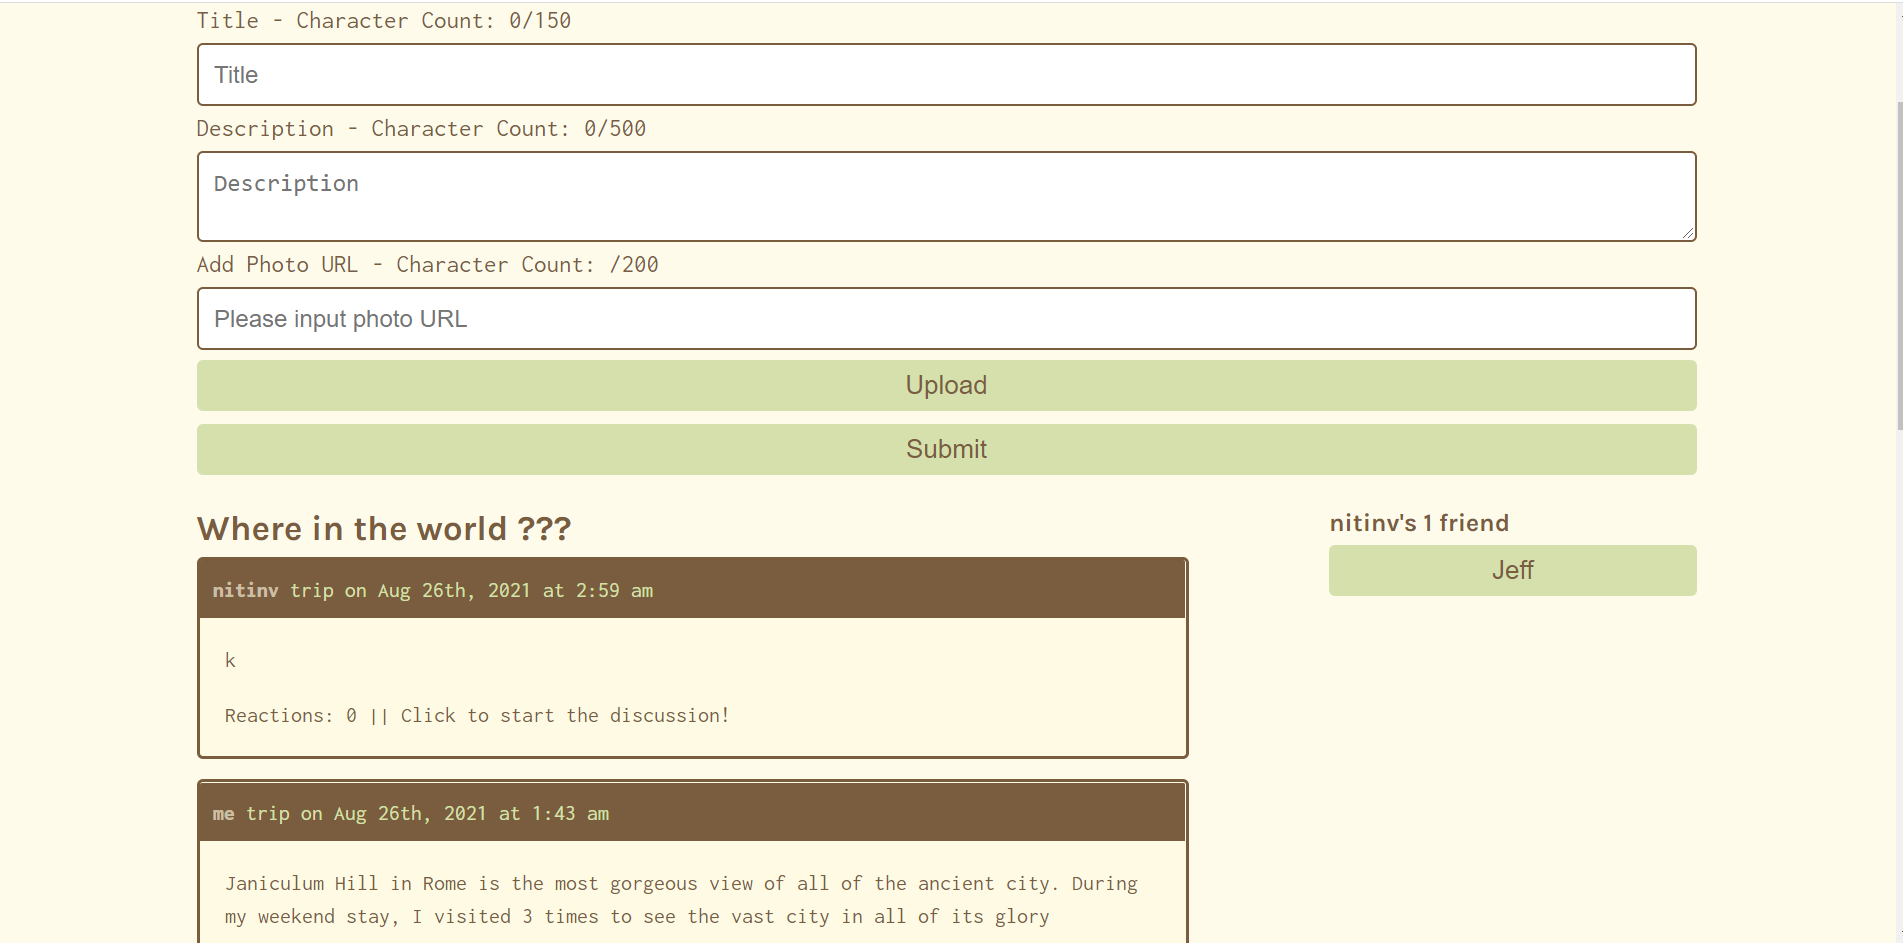 Title - Character Count: 0/150
Title
Description - Character Count: 0/500
Description
Add Photo URL - Character Count: /200
Please input photo URL
Upload
Submit
Where in the world ???
nitinv trip on Aug 26th, 2021 at 2:59 am
k
Reactions: 0 || Click to start the discussion!
me trip on Aug 26th, 2021 at 1:43 am
Janiculum Hill in Rome is the most gorgeous view of all of the ancient city. During
my weekend stay, I visited 3 times to see the vast city in all of its glory
nitinv's 1 friend
Jeff